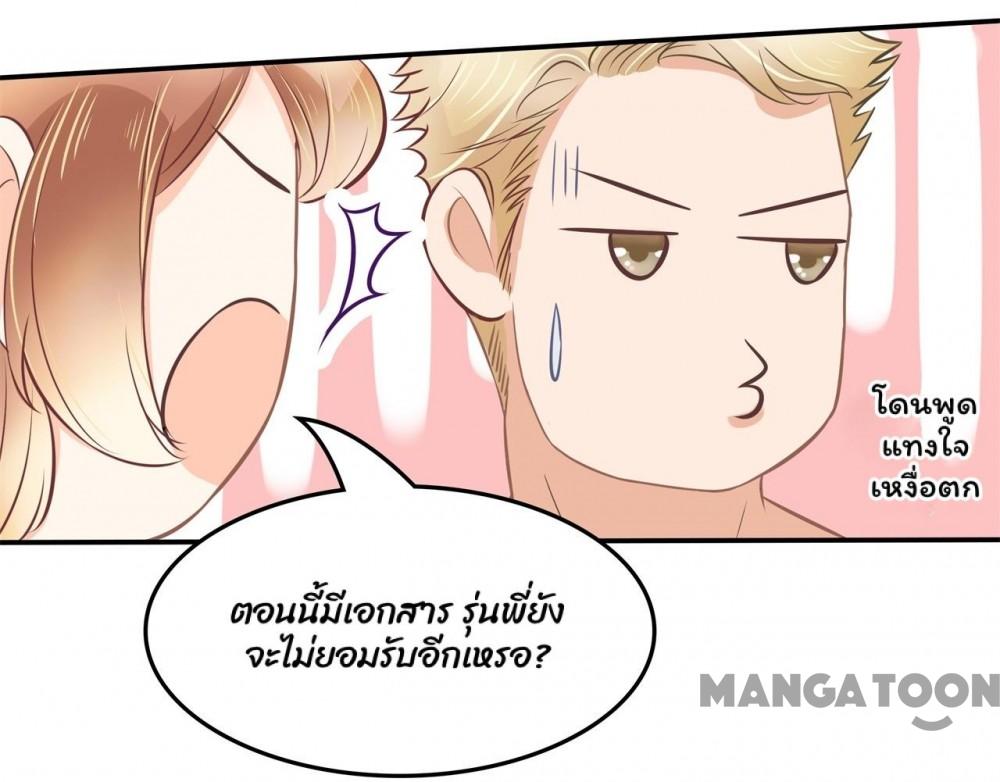 โดนพูด
แทงใจ
เหงื่อตก
ตอนนี้มีเอกสาร รุ่นพี่ยัง
จะไม่ยอมรับอีกเหรอ?
MANGATOON